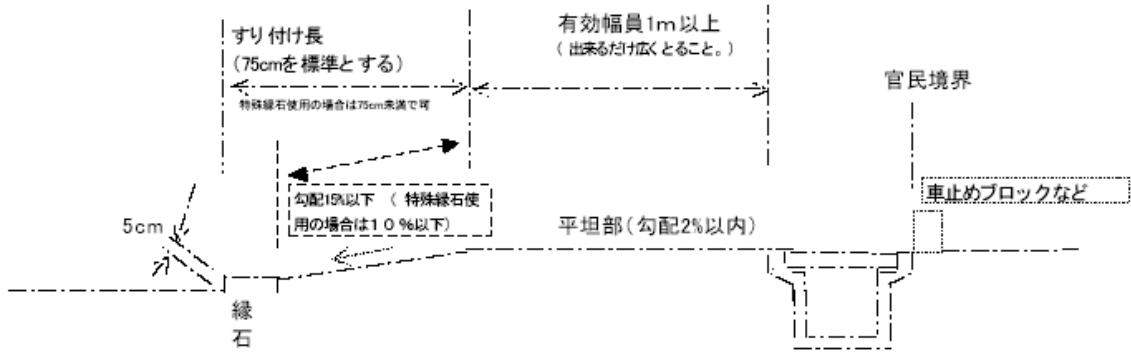 すり付け長
(75cmを標準とする)
特殊縁石使用の場合は75cm未満で可
有効幅員1m以上
(出来るだけ広くとること。)
官民境界
車止めブロックなど
勾配15%以下 ( 特殊縁石使
用の場合は10%以下)
5cm
平坦部(勾配2%以内)
縁
石